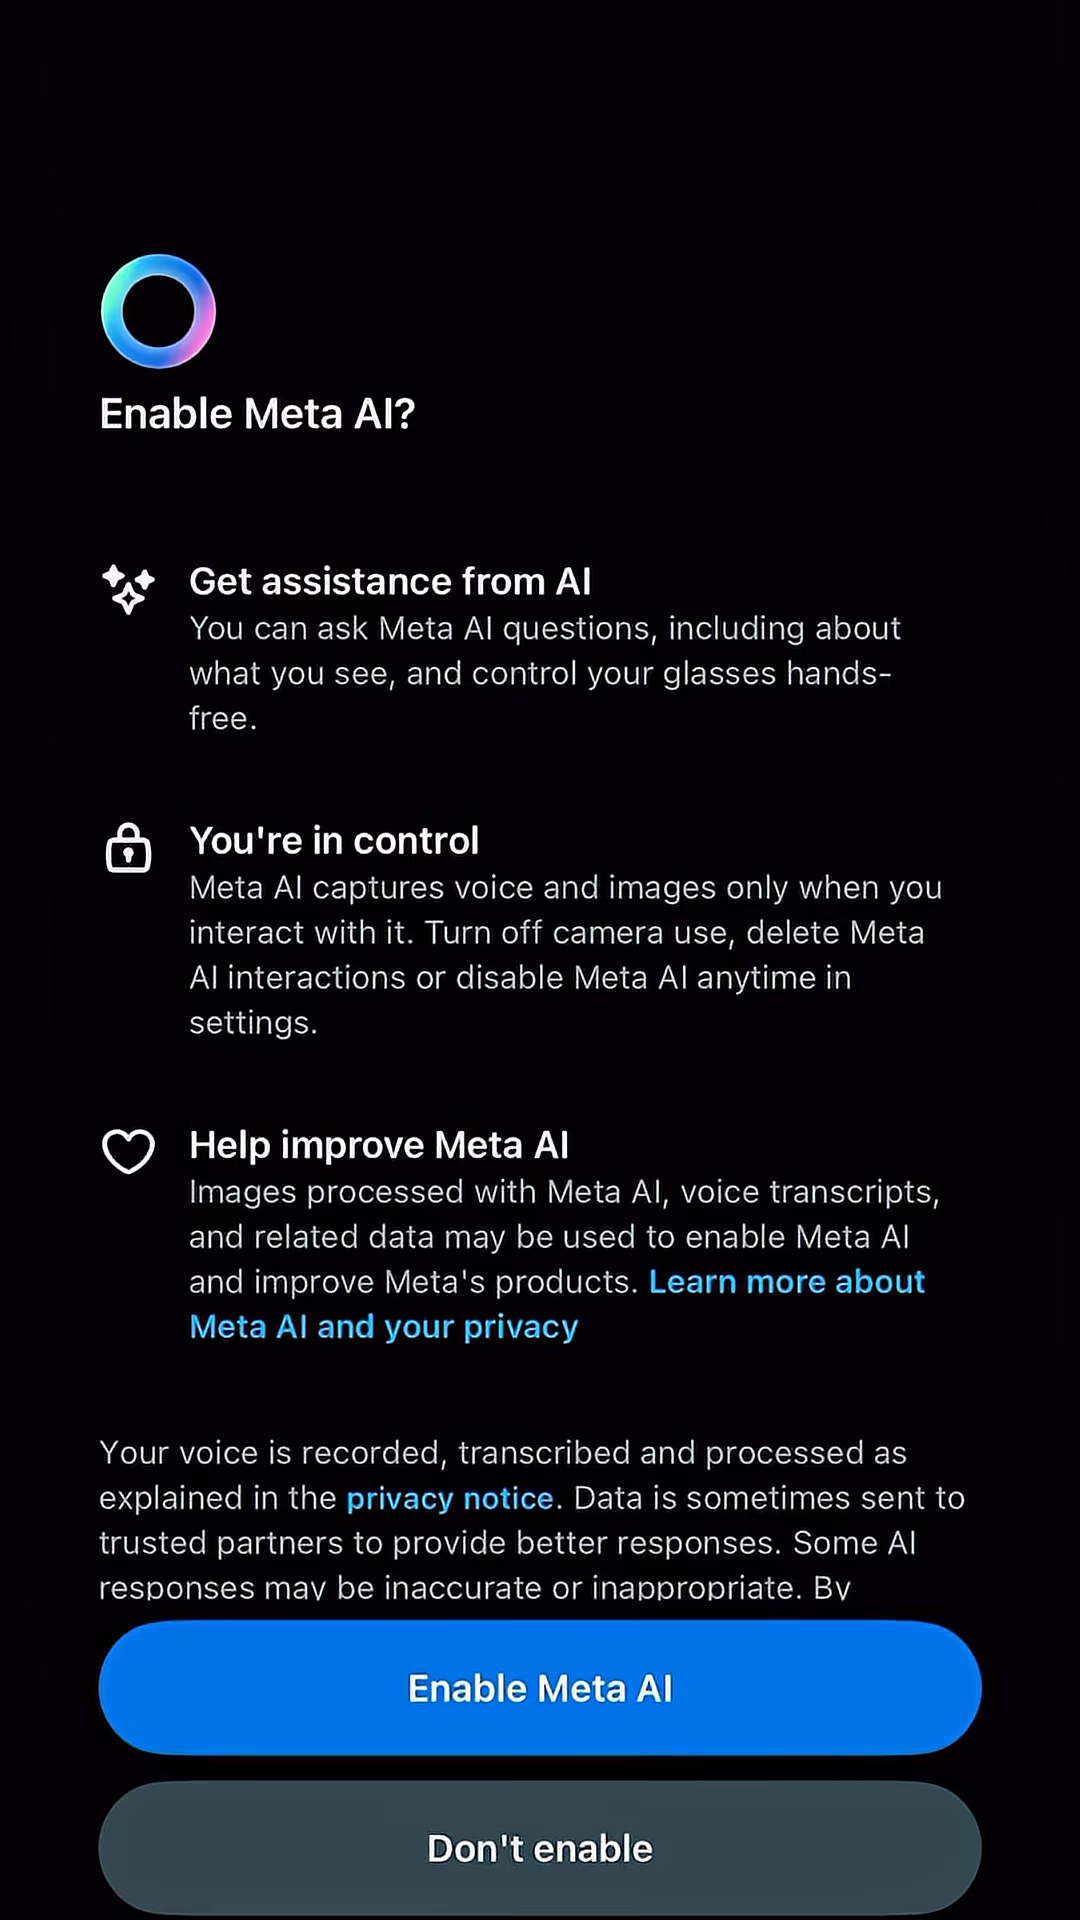 Enable Meta AI?
Get assistance from AI
You can ask Meta AI questions, including about
what you see, and control your glasses hands-
free.
You're in control
Meta AI captures voice and images only when you
interact with it. Turn off camera use, delete Meta
AI interactions or disable Meta AI anytime in
settings.
Help improve Meta AI
Images processed with Meta AI, voice transcripts,
and related data may be used to enable Meta AI
and improve Meta's products. Learn more about
Meta AI and your privacy
Your voice is recorded, transcribed and processed as
explained in the privacy notice. Data is sometimes sent to
trusted partners to provide better responses. Some AI
responses may be inaccurate or inappropriate. By
Enable Meta AI
Don't enable